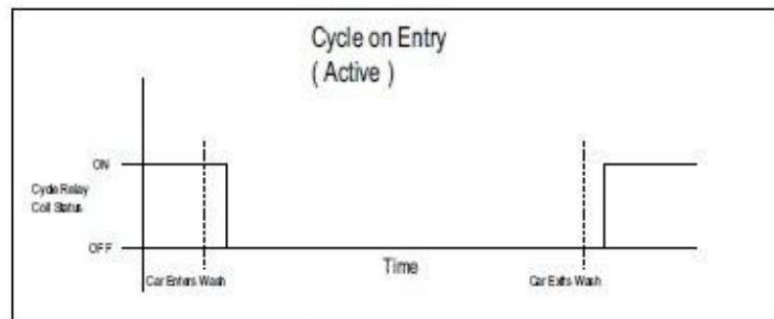 Cycle on Entry
( Active )
ON
Cycle Relay
Coil Status
OFF
Time
Car Enters Wash
Car Exits Wash